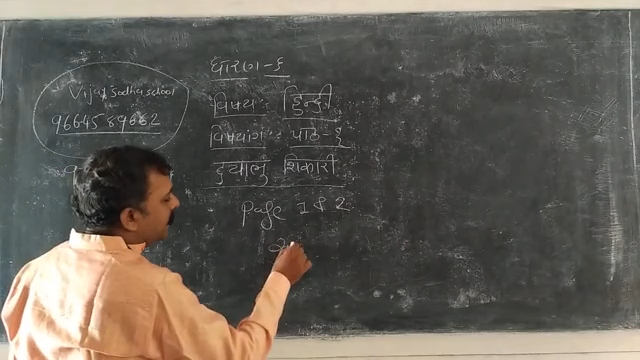 Vijay Sodha school
9664589662
धारण-६
विषय : हिन्दी
विषयांग : पाठ-१
दयालु शिकारी
Page 1 & 2